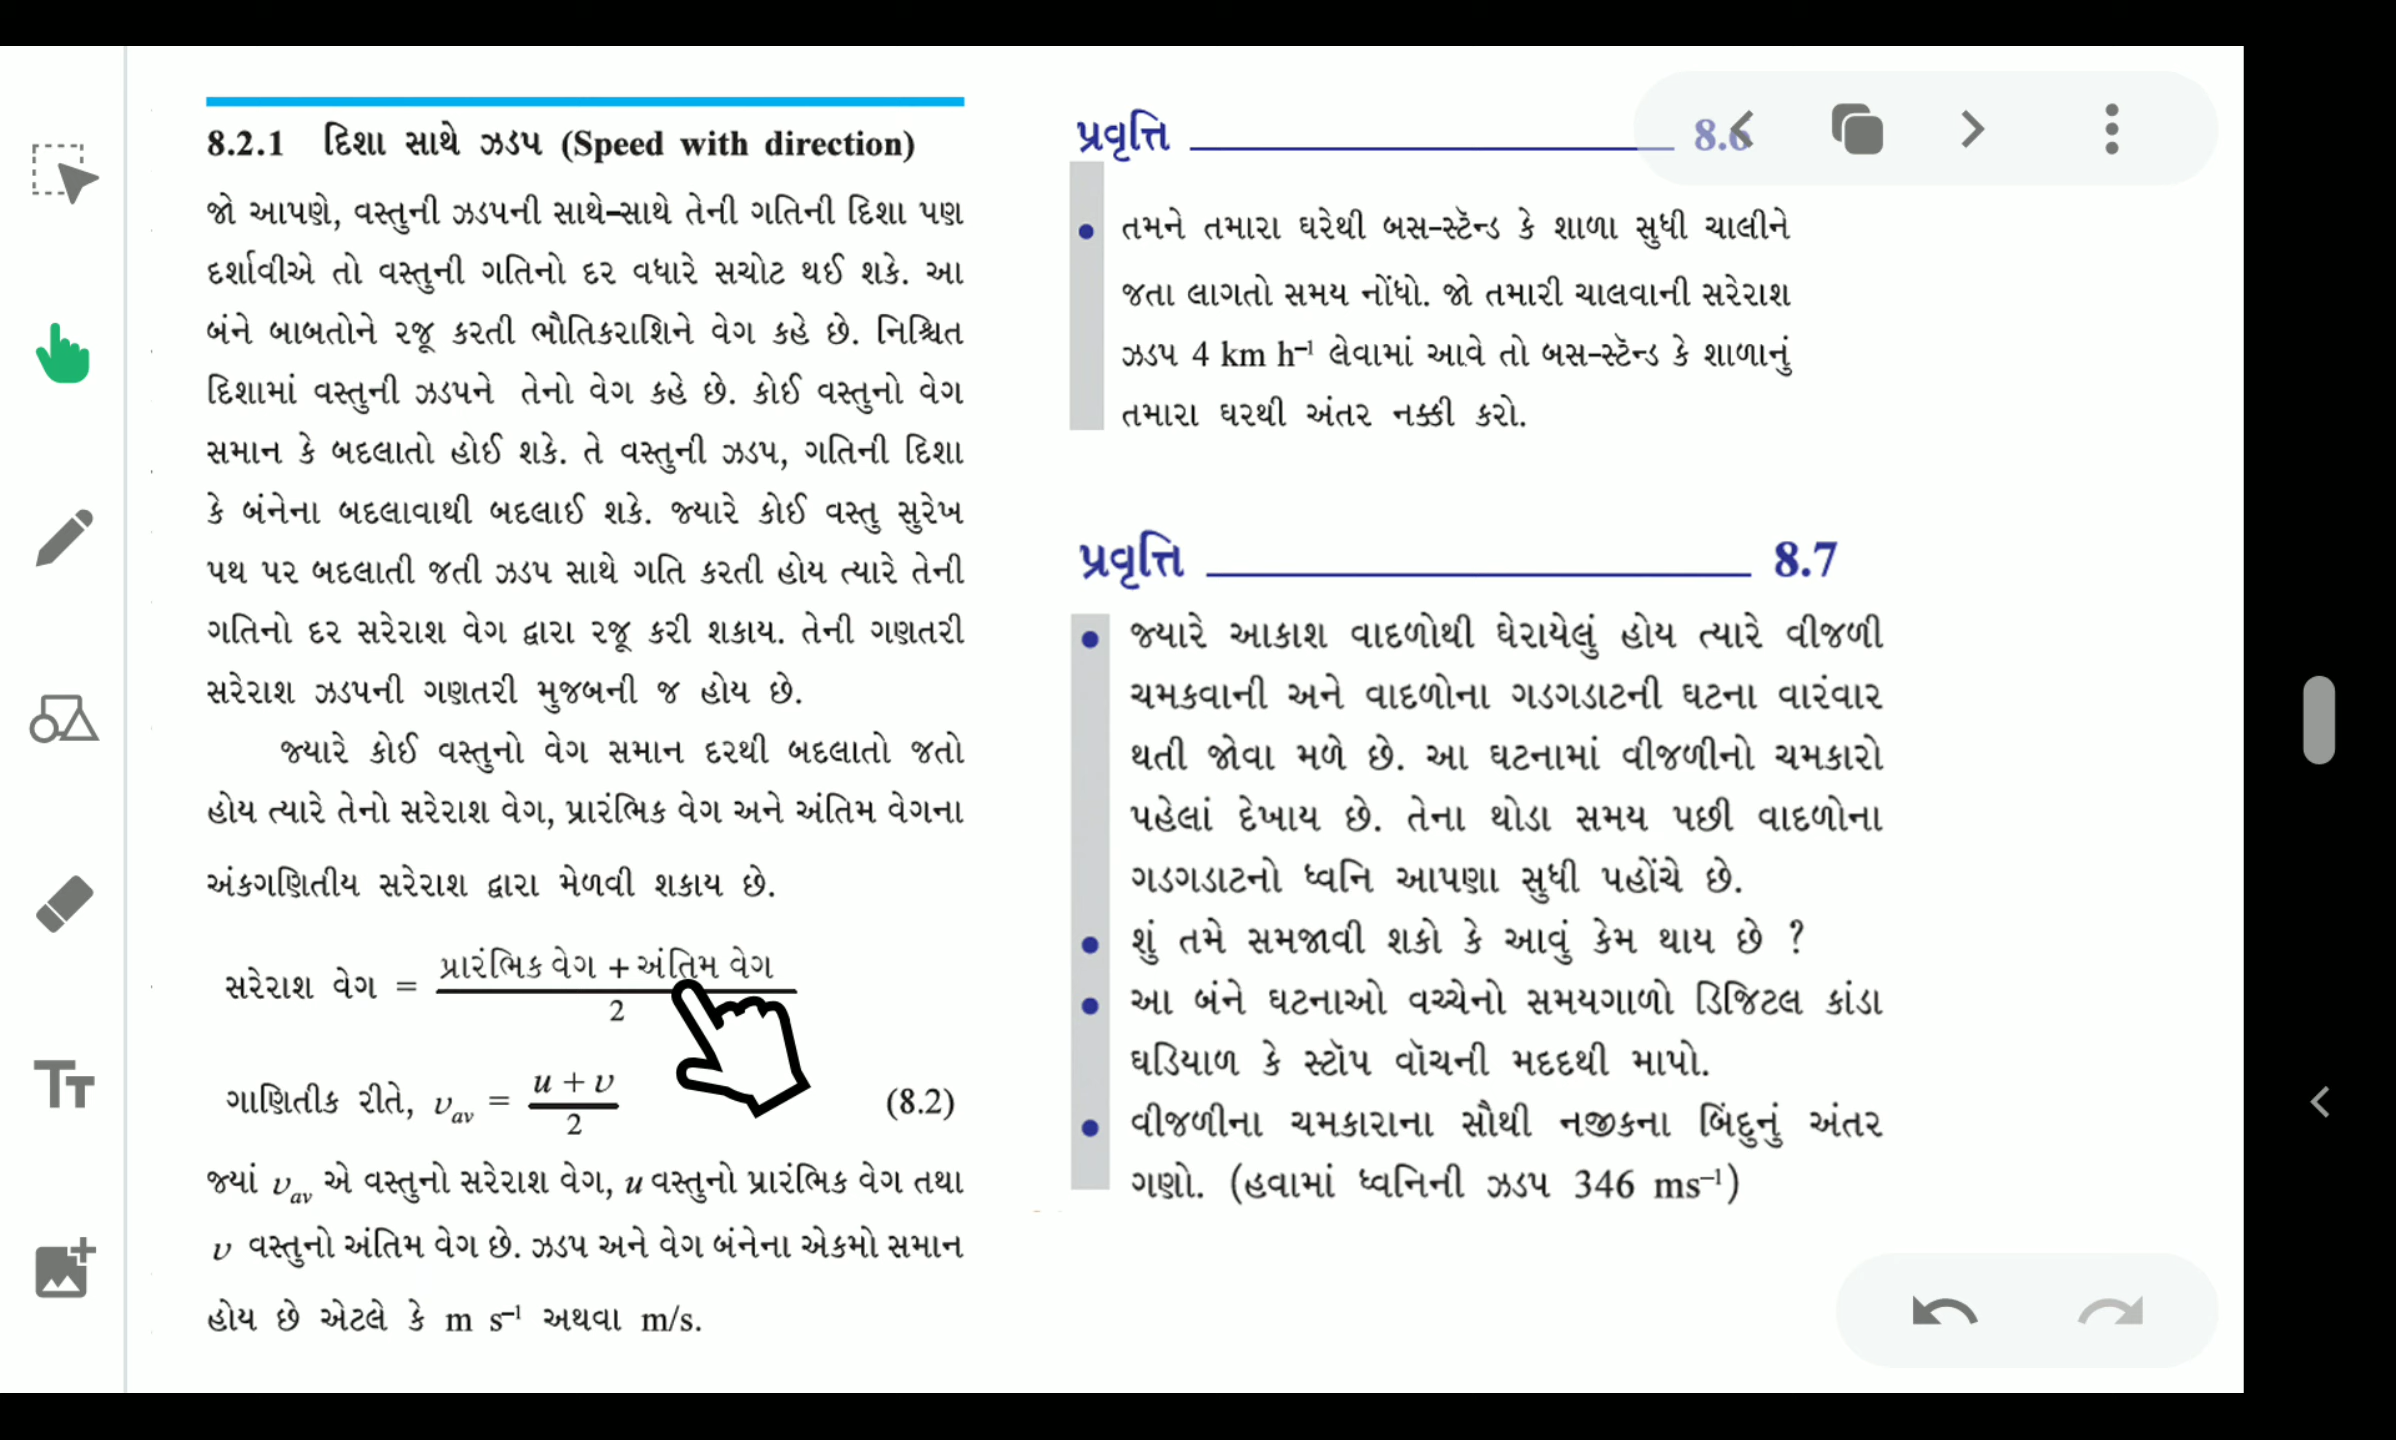 8.2.1 દિશા સાથે ઝડપ (Speed with direction)
જો આપણે, વસ્તુની ઝડપની સાથે–સાથે તેની ગતિની દિશા પણ
દર્શાવીએ તો વસ્તુની ગતિનો દર વધારે સચોટ થઈ શકે. આ
બંને બાબતોને રજૂ કરતી ભૌતિકરાશિને વેગ કહે છે. નિશ્ચિત
દિશામાં વસ્તુની ઝડપને તેનો વેગ કહે છે. કોઈ વસ્તુનો વેગ
સમાન કે બદલાતો હોઈ શકે. તે વસ્તુની ઝડપ, ગતિની દિશા
કે બંનેના બદલાવાથી બદલાઈ શકે. જ્યારે કોઈ વસ્તુ સુરેખ
પથ પર બદલાતી જતી ઝડપ સાથે ગતિ કરતી હોય ત્યારે તેની
ગતિનો દર સરેરાશ વેગ દ્વારા રજૂ કરી શકાય. તેની ગણતરી
સરેરાશ ઝડપની ગણતરી મુજબની જ હોય છે.
જ્યારે કોઈ વસ્તુનો વેગ સમાન દરથી બદલાતો જતો
હોય ત્યારે તેનો સરેરાશ વેગ, પ્રારંભિક વેગ અને અંતિમ વેગના
અંકગણિતીય સરેરાશ દ્વારા મેળવી શકાય છે.
સરેરાશ વેગ = (પ્રારંભિક વેગ + અંતિમ વેગ) / 2
ગાણિતીક રીતે, v_av = (u + v) / 2 (8.2)
જ્યાં v_av એ વસ્તુનો સરેરાશ વેગ, u વસ્તુનો પ્રારંભિક વેગ તથા
v વસ્તુનો અંતિમ વેગ છે. ઝડપ અને વેગ બંનેના એકમો સમાન
હોય છે એટલે કે m s⁻¹ અથવા m/s.
પ્રવૃત્તિ 8.6
• તમને તમારા ઘરેથી બસ-સ્ટૅન્ડ કે શાળા સુધી ચાલીને
જતા લાગતો સમય નોંધો. જો તમારી ચાલવાની સરેરાશ
ઝડપ 4 km h⁻¹ લેવામાં આવે તો બસ-સ્ટૅન્ડ કે શાળાનું
તમારા ઘરથી અંતર નક્કી કરો.
પ્રવૃત્તિ 8.7
• જ્યારે આકાશ વાદળોથી ઘેરાયેલું હોય ત્યારે વીજળી
ચમકવાની અને વાદળોના ગડગડાટની ઘટના વારંવાર
થતી જોવા મળે છે. આ ઘટનામાં વીજળીનો ચમકારો
પહેલાં દેખાય છે. તેના થોડા સમય પછી વાદળોના
ગડગડાટનો ધ્વનિ આપણા સુધી પહોંચે છે.
• શું તમે સમજાવી શકો કે આવું કેમ થાય છે ?
• આ બંને ઘટનાઓ વચ્ચેનો સમયગાળો ડિજિટલ કાંડા
ઘડિયાળ કે સ્ટૉપ વૉચની મદદથી માપો.
• વીજળીના ચમકારાના સૌથી નજીકના બિંદુનું અંતર
ગણો. (હવામાં ધ્વનિની ઝડપ 346 ms⁻¹)